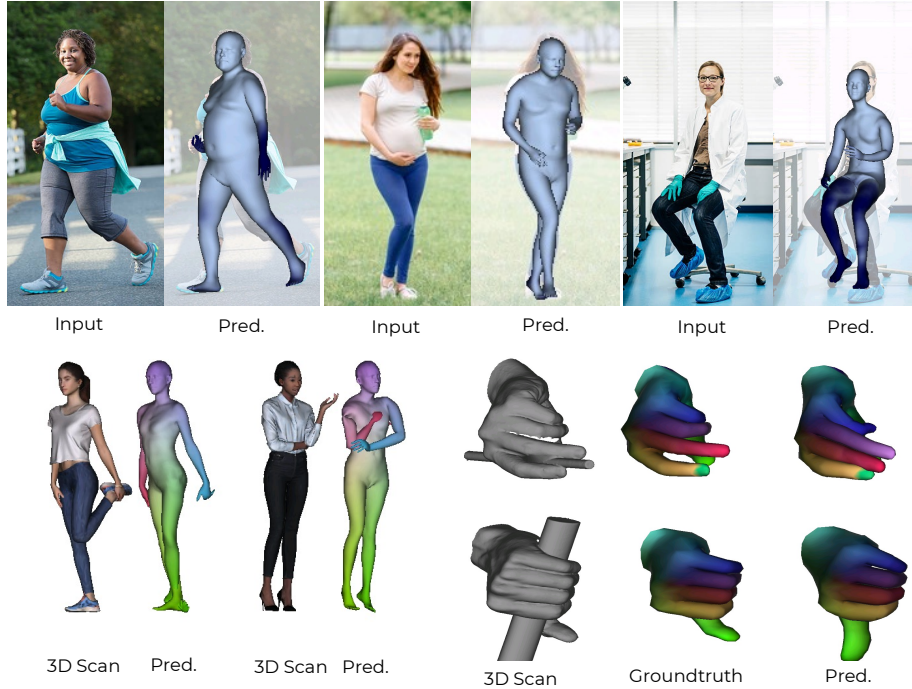 Input
Pred.
Input
Pred.
Input
Pred.
3D Scan
Pred.
3D Scan
Pred.
3D Scan
Groundtruth
Pred.